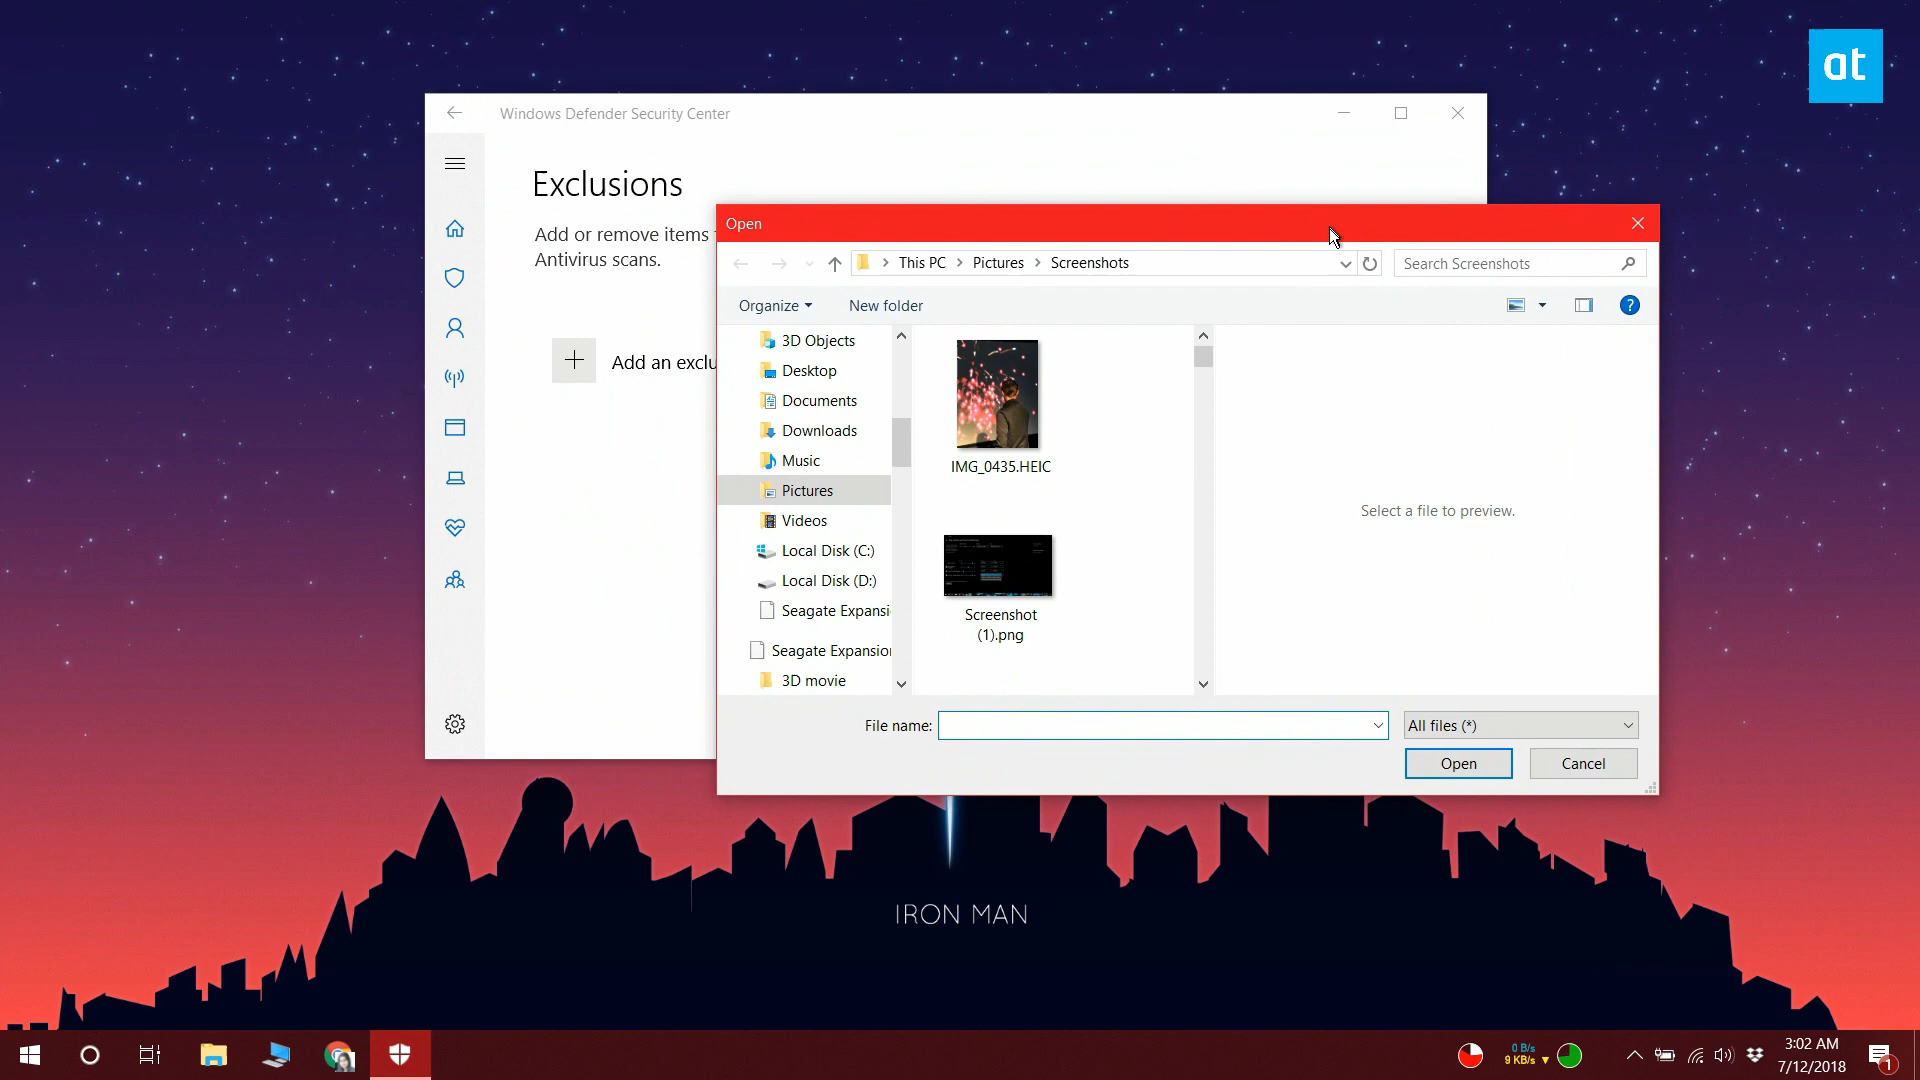 at
Windows Defender Security Center
Exclusions
Add or remove items
Antivirus scans.
Add an exclu
Open
This PC
Pictures
Screenshots
Search Screenshots
Organize
New folder
?
3D Objects
Desktop
Documents
Downloads
Music
Pictures
Videos
Local Disk (C:)
Local Disk (D:)
Seagate Expansi
Seagate Expansion
3D movie
IMG_0435.HEIC
Screenshot
(1).png
Select a file to preview.
File name:
All files (*)
Open
Cancel
IRON MAN
0 B/s
9 KB/s
3:02 AM
7/12/2018
1